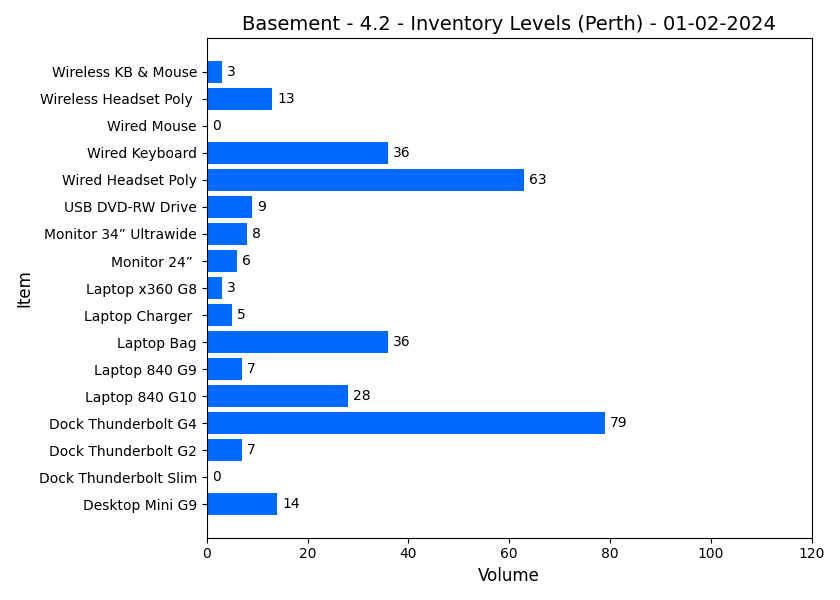 Basement - 4.2 - Inventory Levels (Perth) - 01-02-2024
Wireless KB & Mouse 3
Wireless Headset Poly 13
Wired Mouse 0
Wired Keyboard 36
Wired Headset Poly 63
USB DVD-RW Drive 9
Monitor 34” Ultrawide 8
Monitor 24” 6
Laptop x360 G8 3
Laptop Charger 5
Laptop Bag 36
Laptop 840 G9 7
Laptop 840 G10 28
Dock Thunderbolt G4 79
Dock Thunderbolt G2 7
Dock Thunderbolt Slim 0
Desktop Mini G9 14
Item
0 20 40 60 80 100 120
Volume